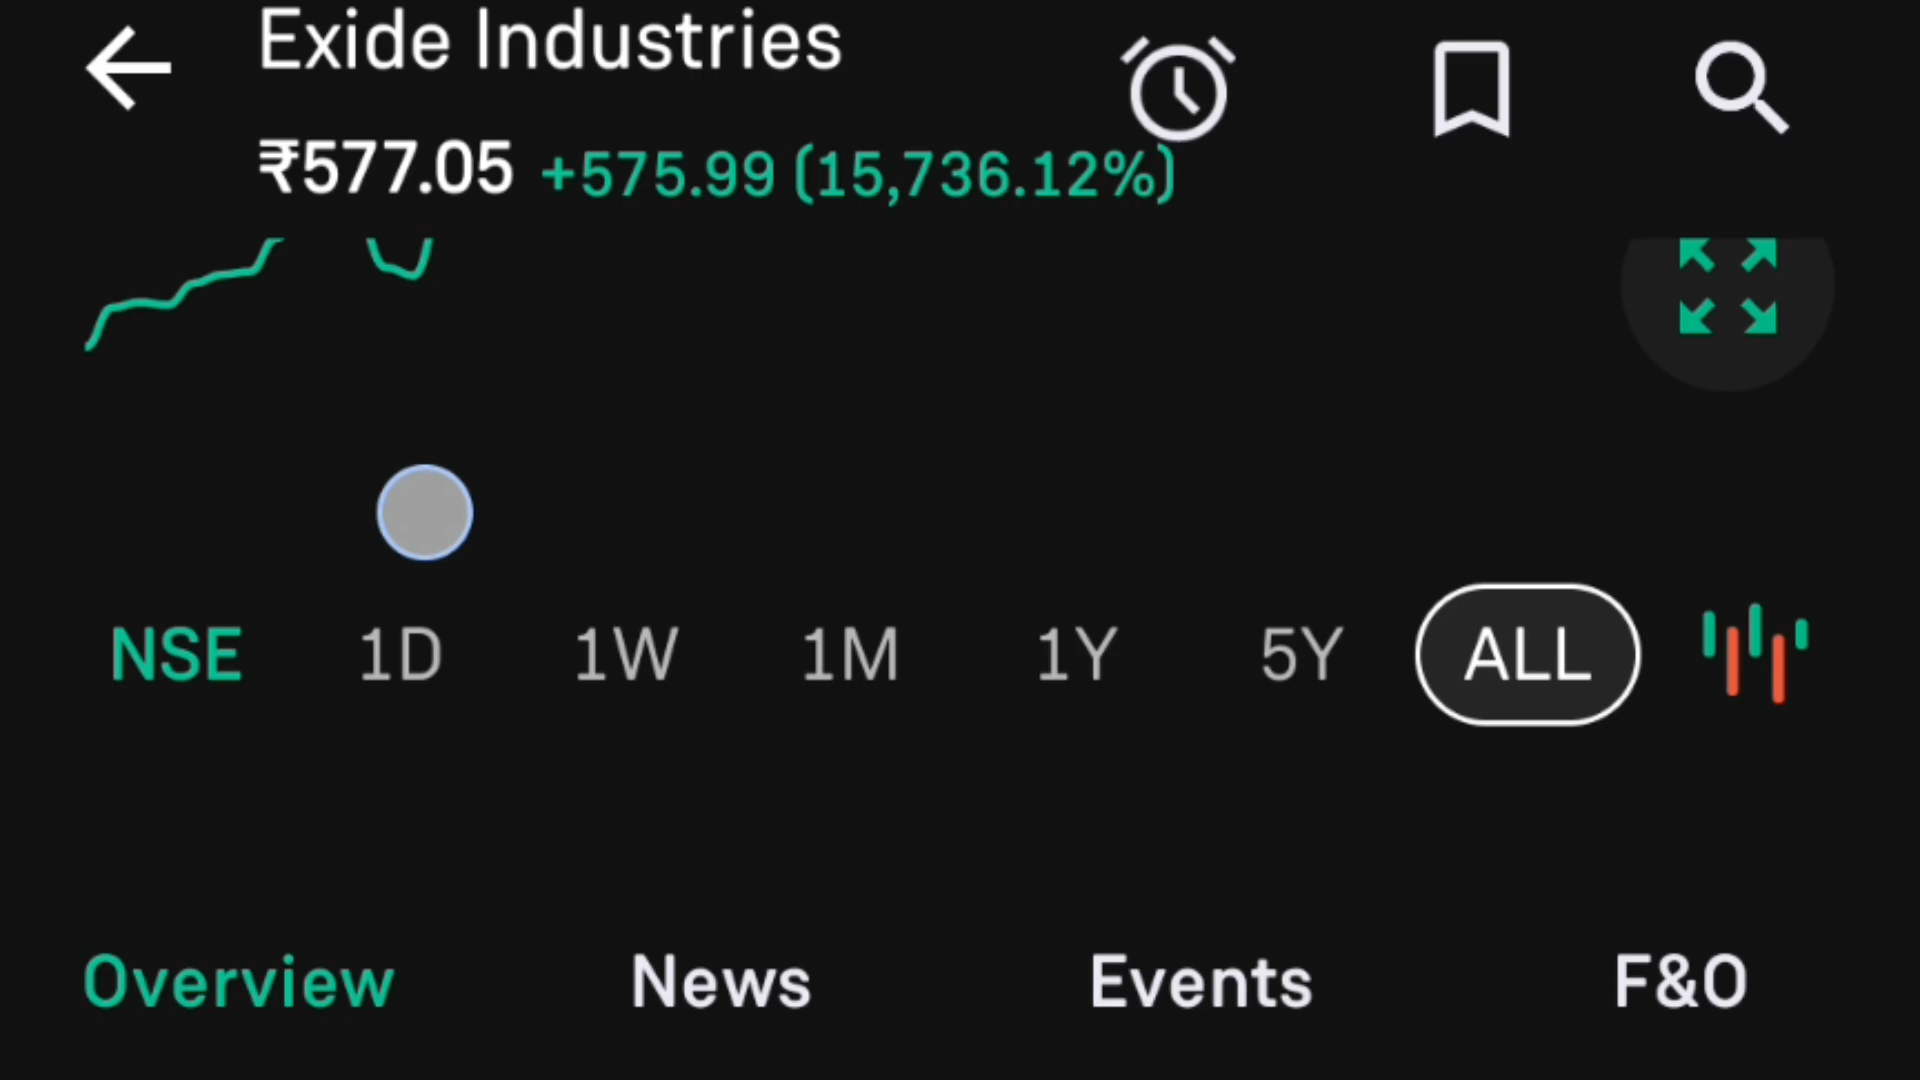 Exide Industries
₹577.05 +575.99 (15,736.12%)
NSE 1D 1W 1M 1Y 5Y ALL
Overview News Events F&O